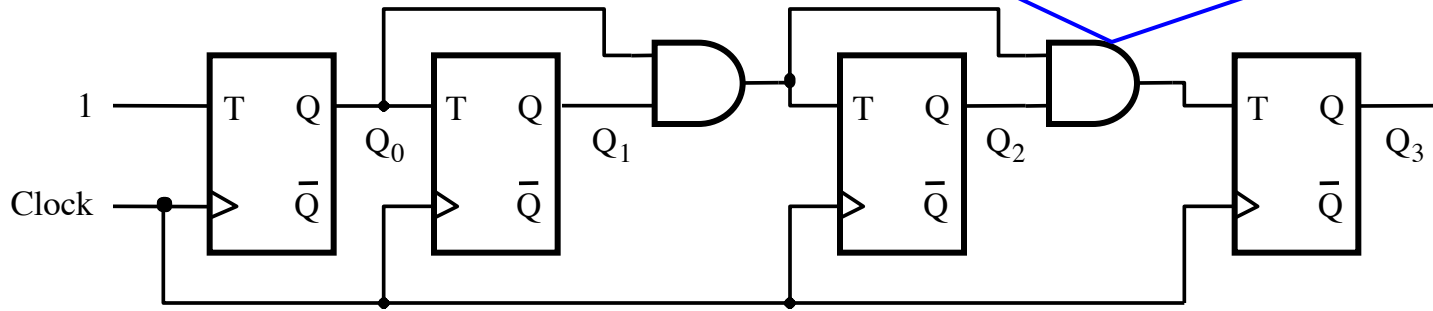 1 T Q T Q T Q T Q
Q₀ Q₁ Q₂ Q₃
Clock Q̅ Q̅ Q̅ Q̅